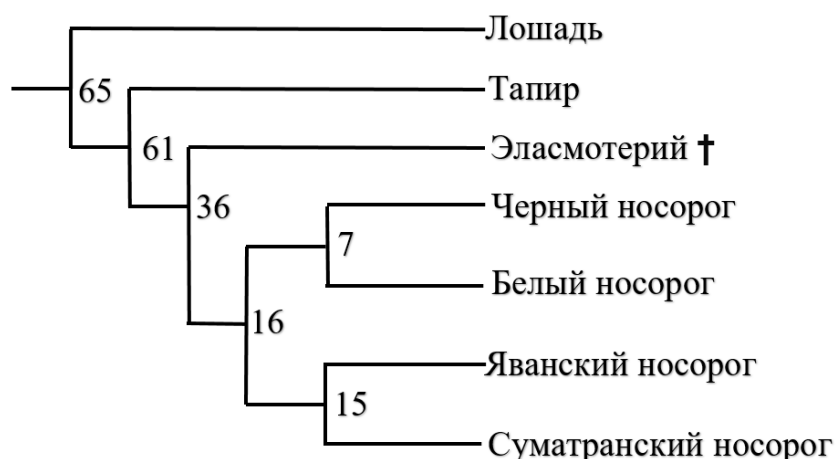 Лошадь
65
Тапир
61
Эласмотерий †
36
Черный носорог
7
Белый носорог
16
Яванский носорог
15
Суматранский носорог